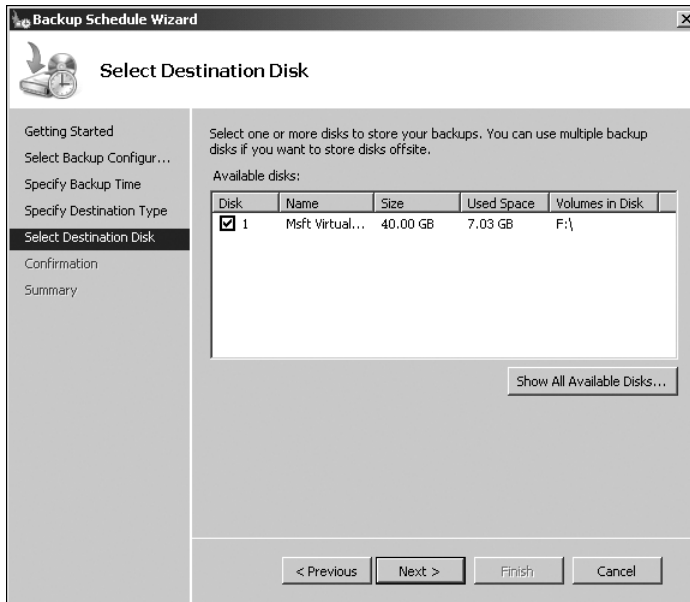 Backup Schedule Wizard
Select Destination Disk
Getting Started
Select Backup Configur...
Specify Backup Time
Specify Destination Type
Select Destination Disk
Confirmation
Summary
Select one or more disks to store your backups. You can use multiple backup
disks if you want to store disks offsite.
Available disks:
Disk Name Size Used Space Volumes in Disk
1 Msft Virtual... 40.00 GB 7.03 GB F:\
Show All Available Disks...
< Previous Next > Finish Cancel